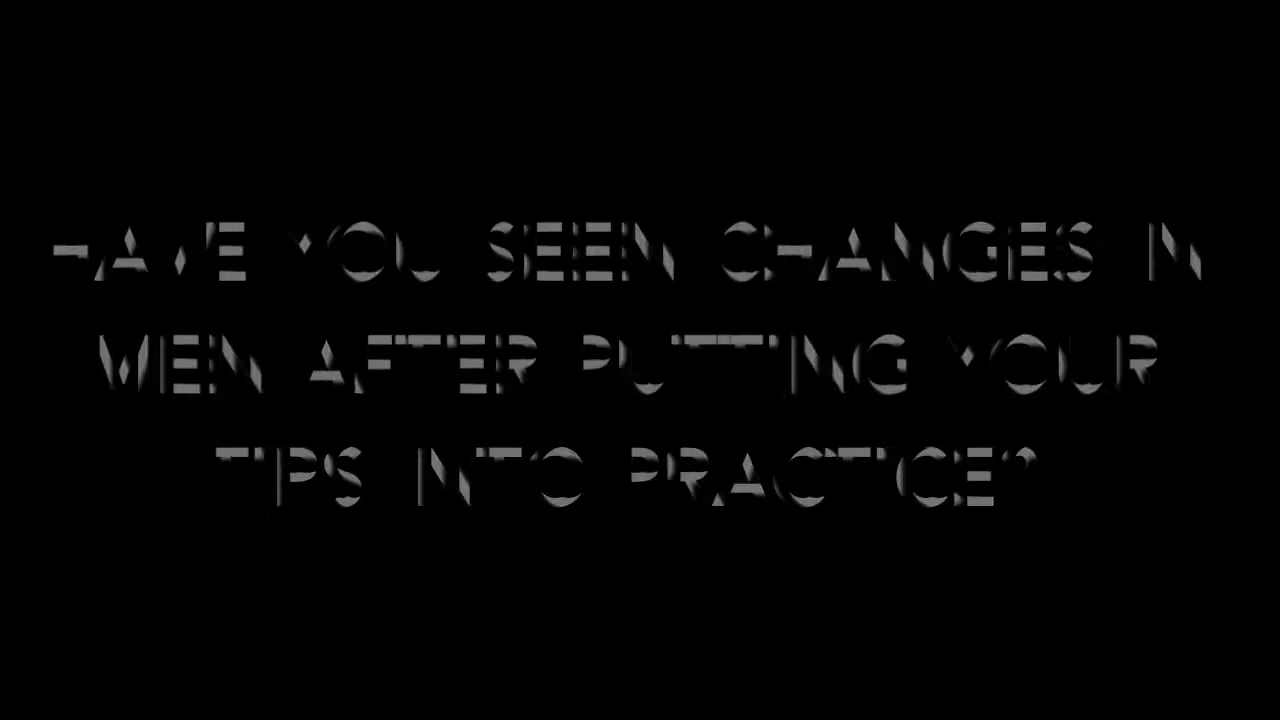 HAVE YOU SEEN CHANGES IN
MEN AFTER PUTTING YOUR
TIPS INTO PRACTICE?